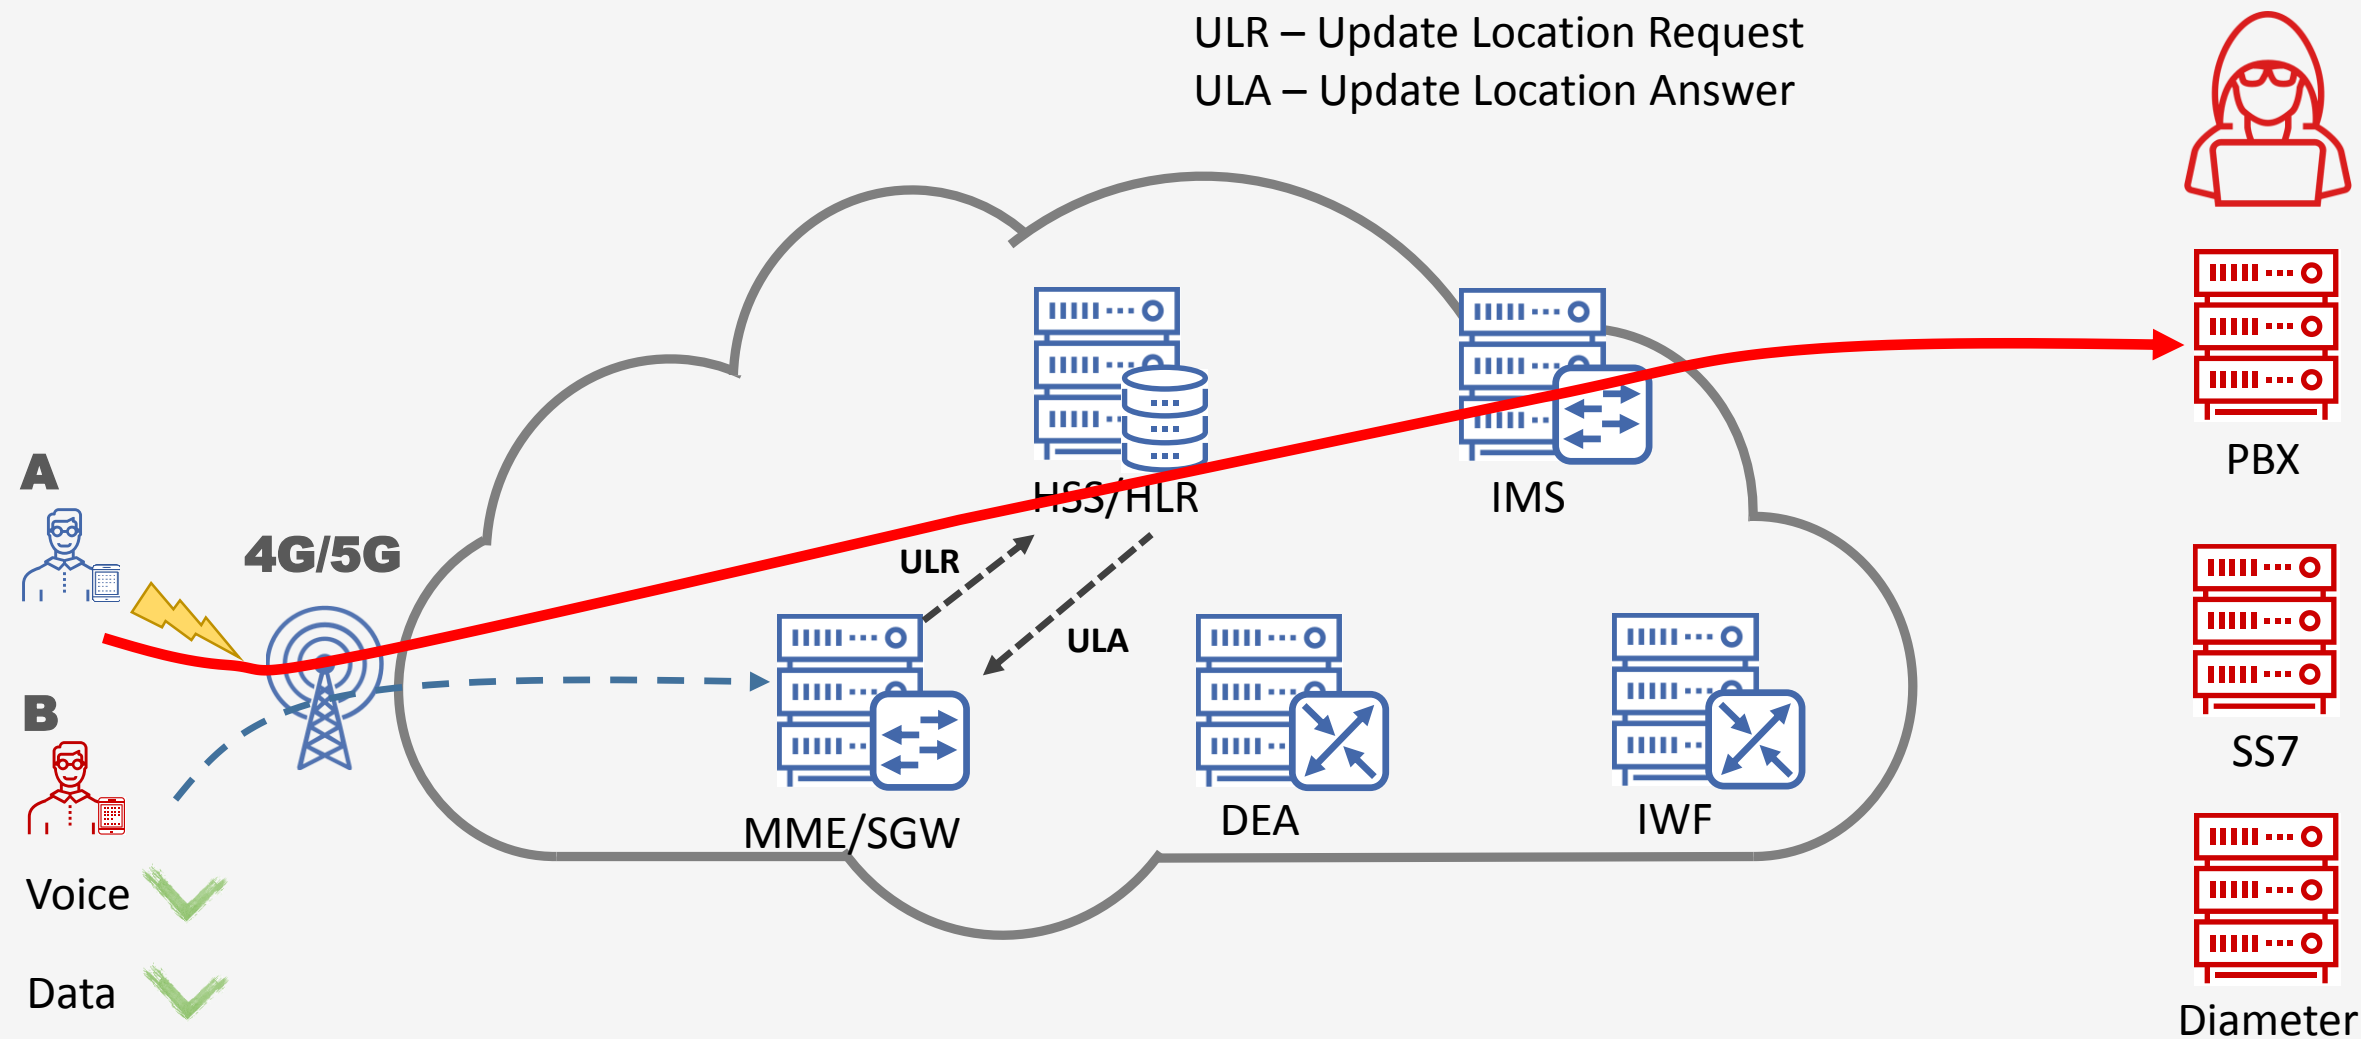 ULR – Update Location Request
ULA – Update Location Answer
PBX
A
HSS/HLR
IMS
4G/5G
ULR
ULA
B
SS7
MME/SGW
DEA
IWF
Voice
Data
Diameter